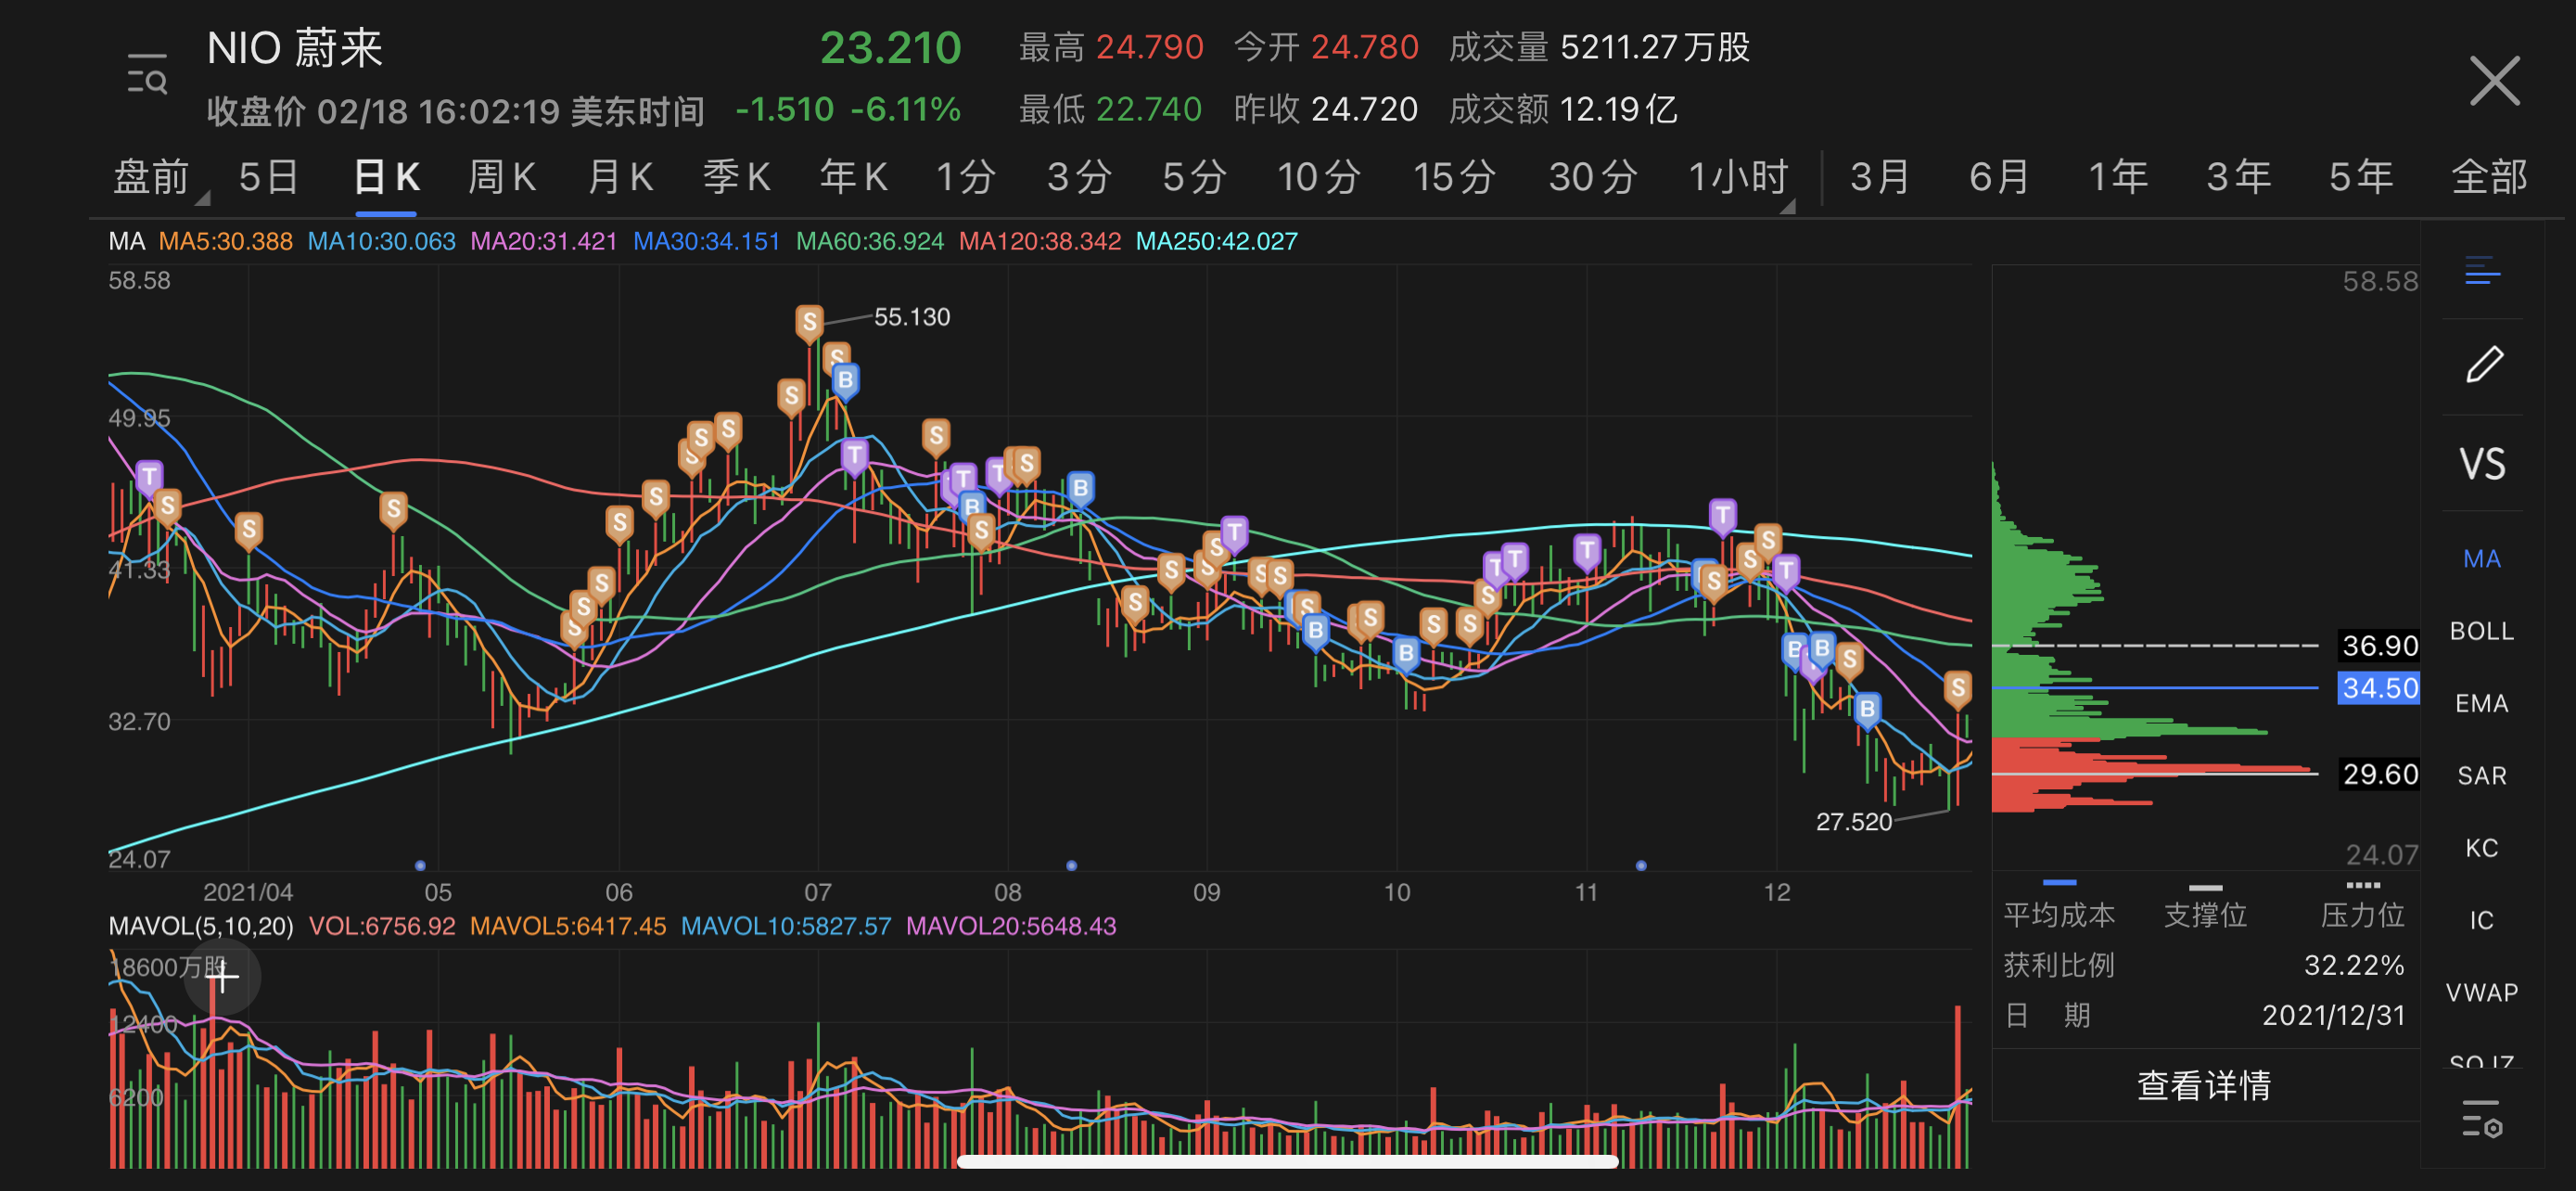 NIO 蔚来 23.210 最高 24.790 今开 24.780 成交量 5211.27万股
收盘价 02/18 16:02:19 美东时间 -1.510 -6.11% 最低 22.740 昨收 24.720 成交额 12.19亿
盘前 5日 日K 周K 月K 季K 年K 1分 3分 5分 10分 15分 30分 1小时 3月 6月 1年 3年 5年 全部
MA MA5:30.388 MA10:30.063 MA20:31.421 MA30:34.151 MA60:36.924 MA120:38.342 MA250:42.027
58.58
55.130
49.95
41.33
32.70
27.520
24.07
2021/04 05 06 07 08 09 10 11 12
MAVOL(5,10,20) VOL:6756.92 MAVOL5:6417.45 MAVOL10:5827.57 MAVOL20:5648.43
18600万股
12400
6200
58.58
36.90
34.50
29.60
24.07
平均成本 支撑位 压力位
获利比例 32.22%
日 期 2021/12/31
查看详情
VS
MA
BOLL
EMA
SAR
KC
IC
VWAP